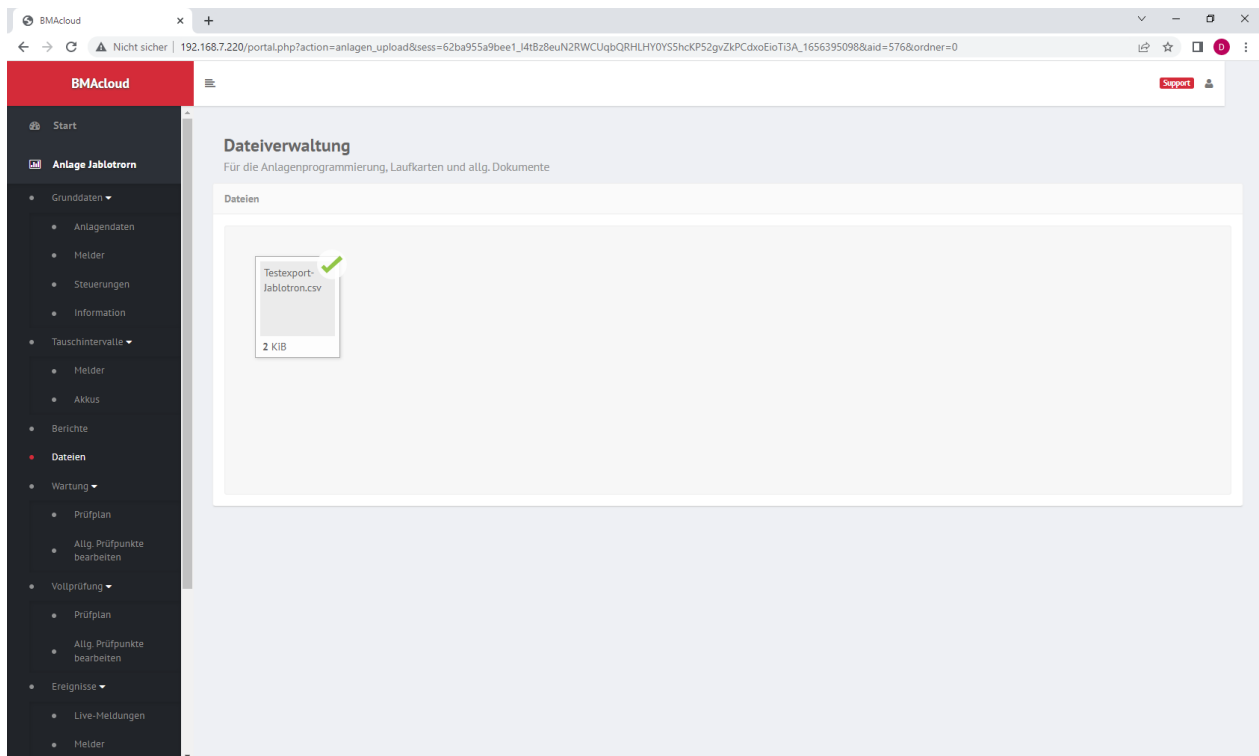 BMAcloud
Nicht sicher 192.168.7.220/portal.php?action=anlagen_upload&sess=62ba955a9bee1_I4tBz8euN2RWCUqbQRHLHY0YS5hcKP52gvZkPCdxoEioTi3A_1656395098&aid=576&ordner=0
D
BMAcloud
Support
Start
Anlage Jablotrorn
Grunddaten
Anlagendaten
Melder
Steuerungen
Information
Tauschintervalle
Melder
Akkus
Berichte
Dateien
Wartung
Prüfplan
Allg. Prüfpunkte
bearbeiten
Vollprüfung
Prüfplan
Allg. Prüfpunkte
bearbeiten
Ereignisse
Live-Meldungen
Melder
Dateiverwaltung
Für die Anlagenprogrammierung, Laufkarten und allg. Dokumente
Dateien
Testexport-
Jablotron.csv
2 KiB